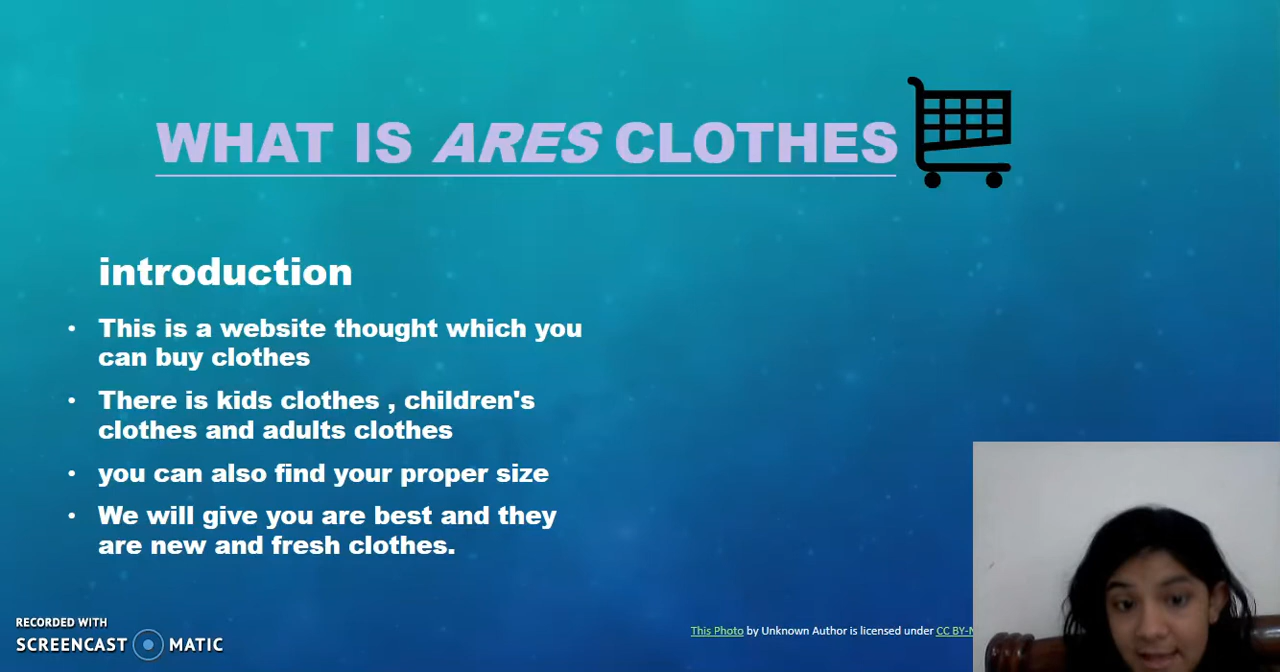 WHAT IS ARES CLOTHES
introduction
• This is a website thought which you
can buy clothes
• There is kids clothes , children's
clothes and adults clothes
• you can also find your proper size
• We will give you are best and they
are new and fresh clothes.
RECORDED WITH
SCREENCAST MATIC
This Photo by Unknown Author is licensed under CC BY-N